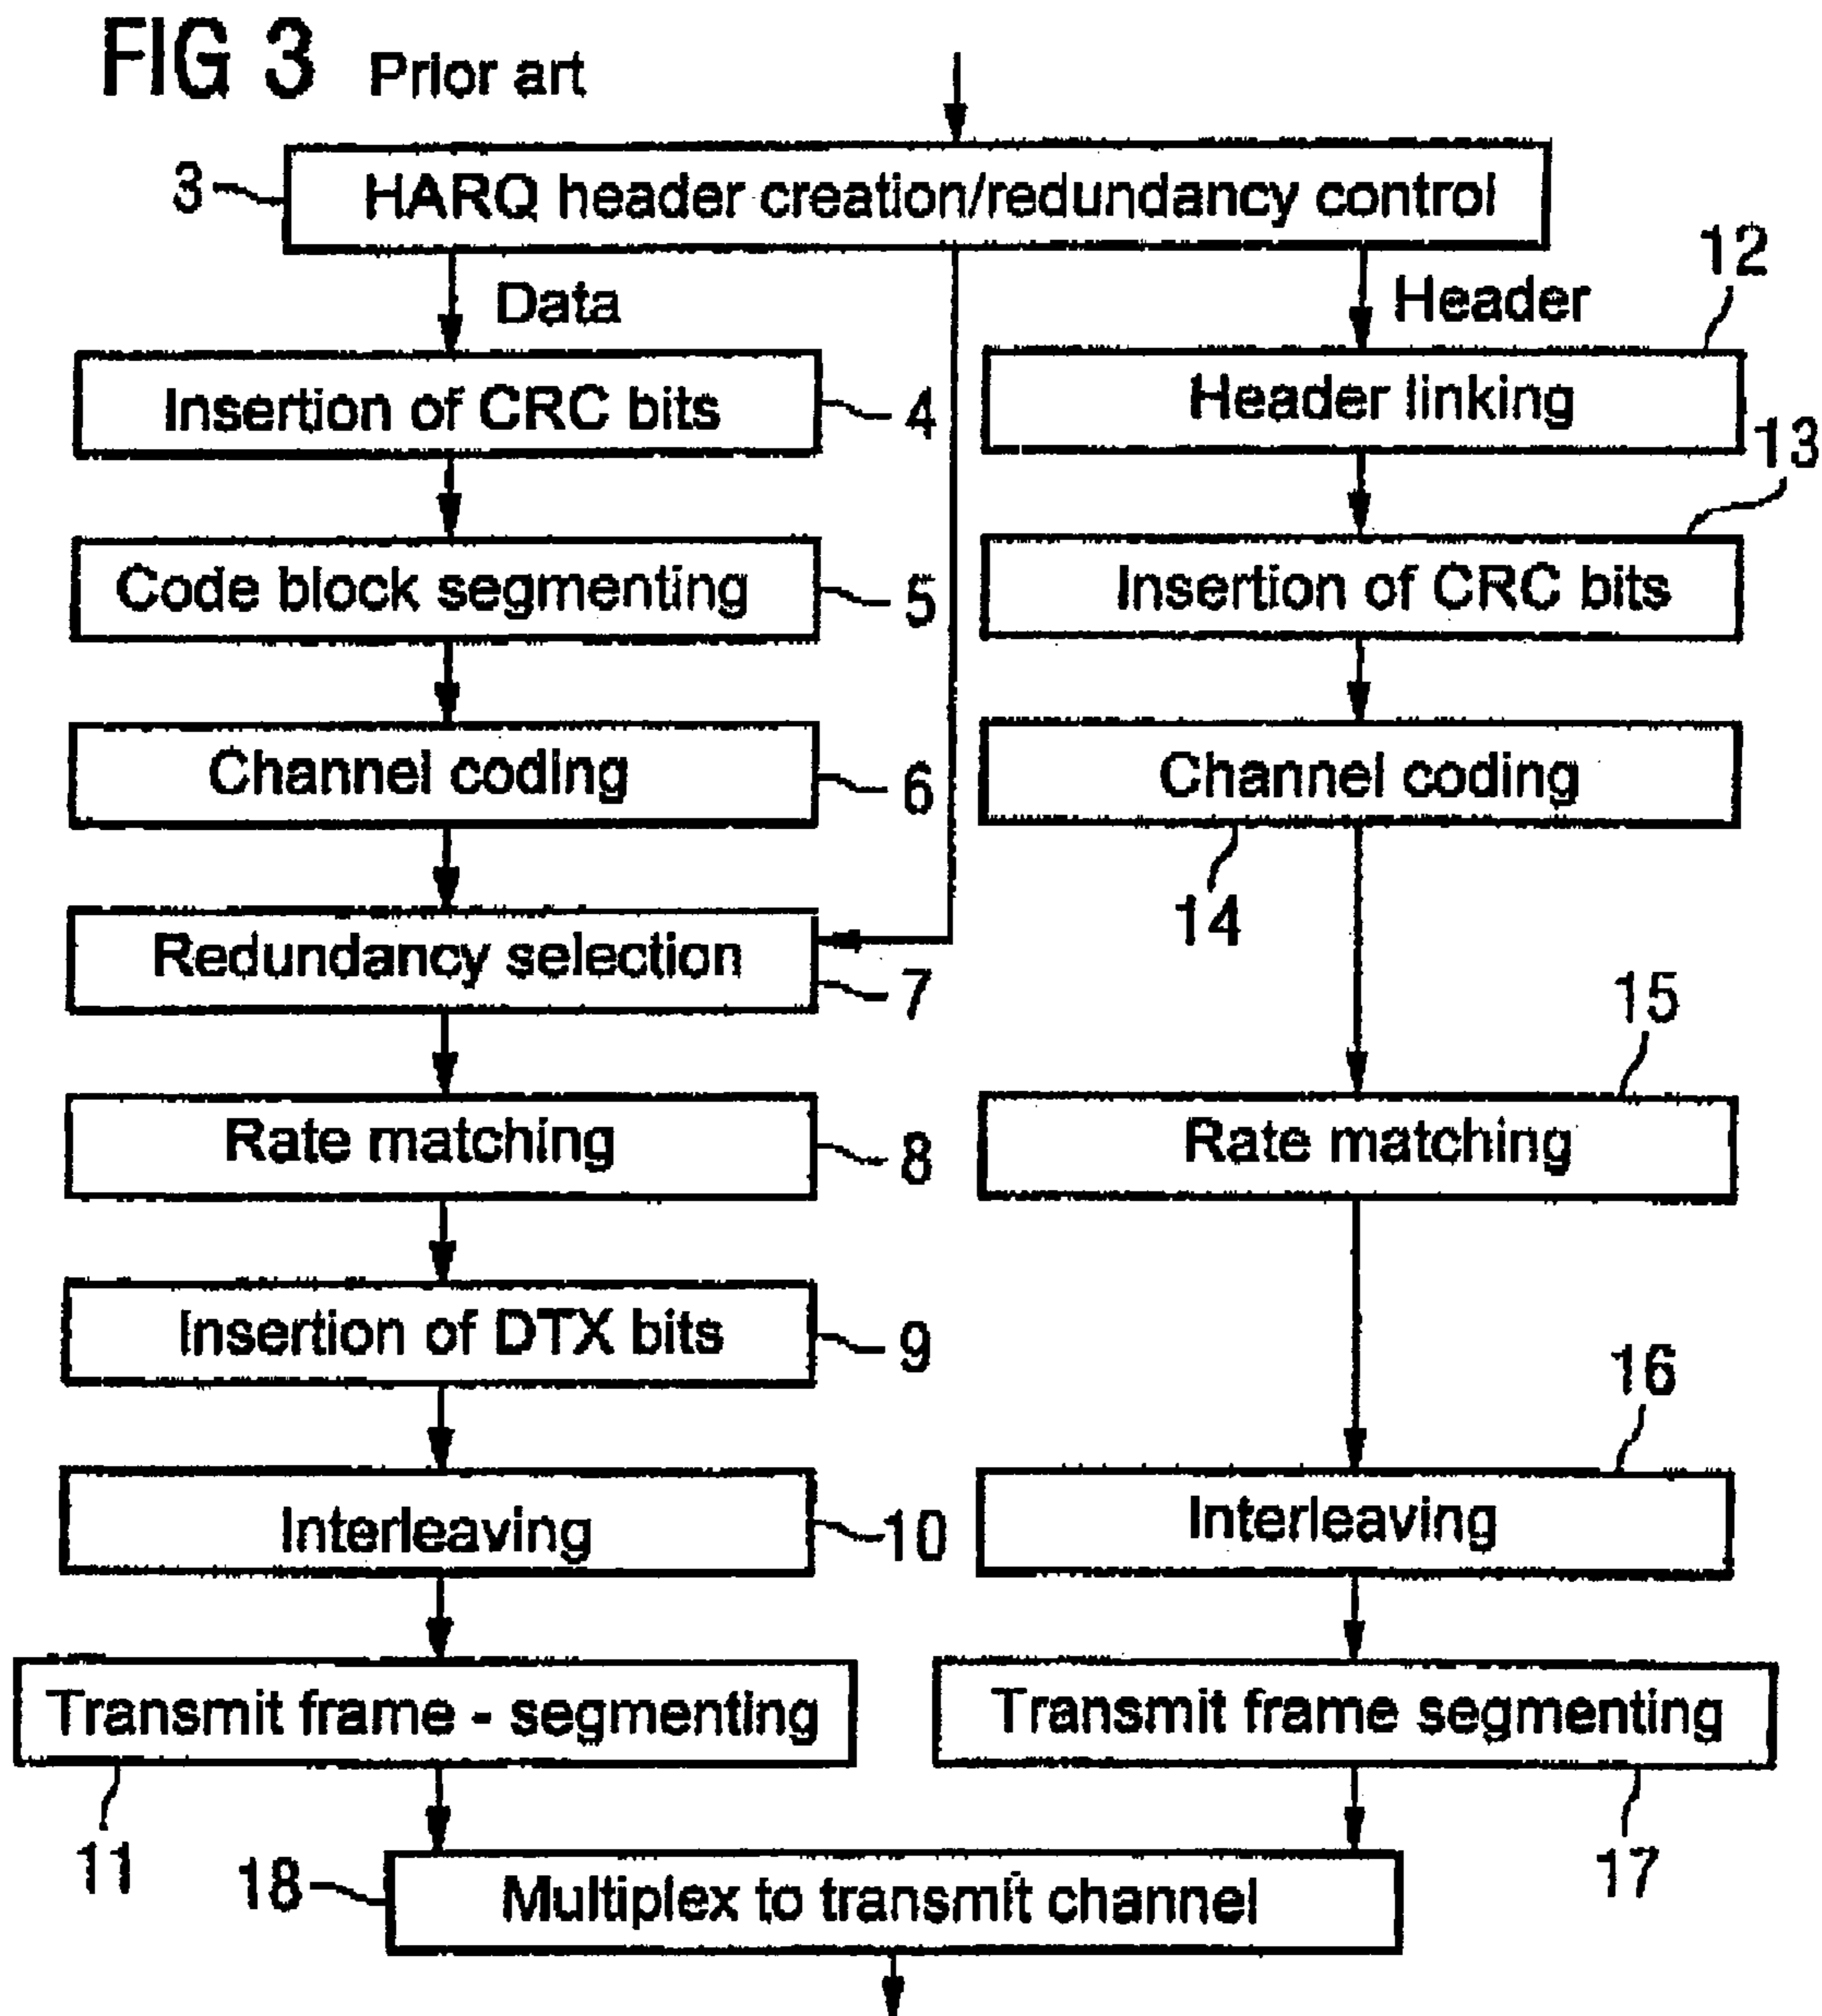 FIG 3 Prior art
3 HARQ header creation/redundancy control
Data
Header
12
Insertion of CRC bits 4
Header linking
13
Code block segmenting 5
Insertion of CRC bits
Channel coding 6
Channel coding
14
Redundancy selection 7
15
Rate matching 8
Rate matching
Insertion of DTX bits 9
16
Interleaving 10
Interleaving
Transmit frame - segmenting
Transmit frame segmenting
11
17
18 Multiplex to transmit channel